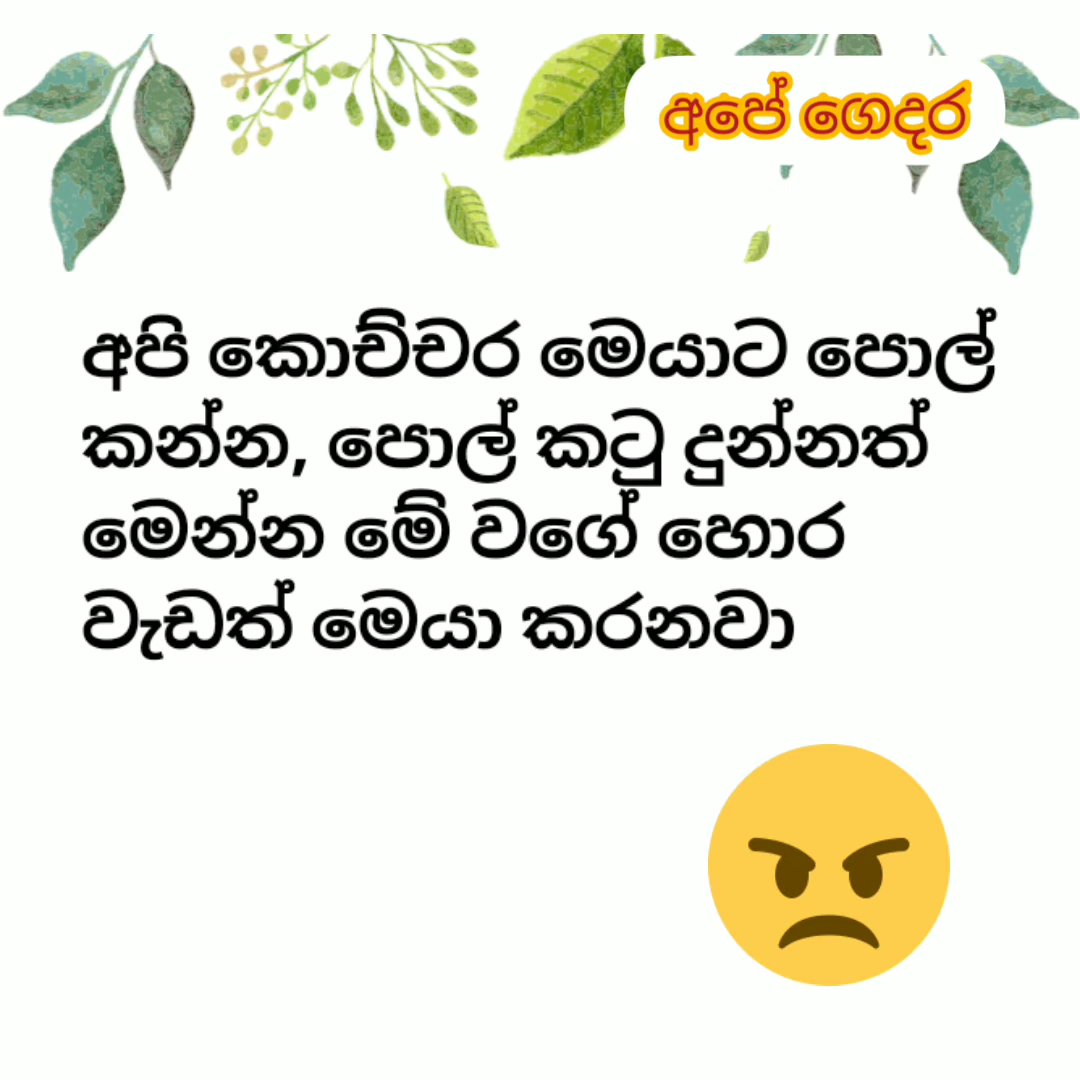 අපේ ගෙදර
අපි කොච්චර මෙයාට පොල්
කන්න, පොල් කටු දුන්නත්
මෙන්න මේ වගේ හොර
වැඩත් මෙයා කරනවා